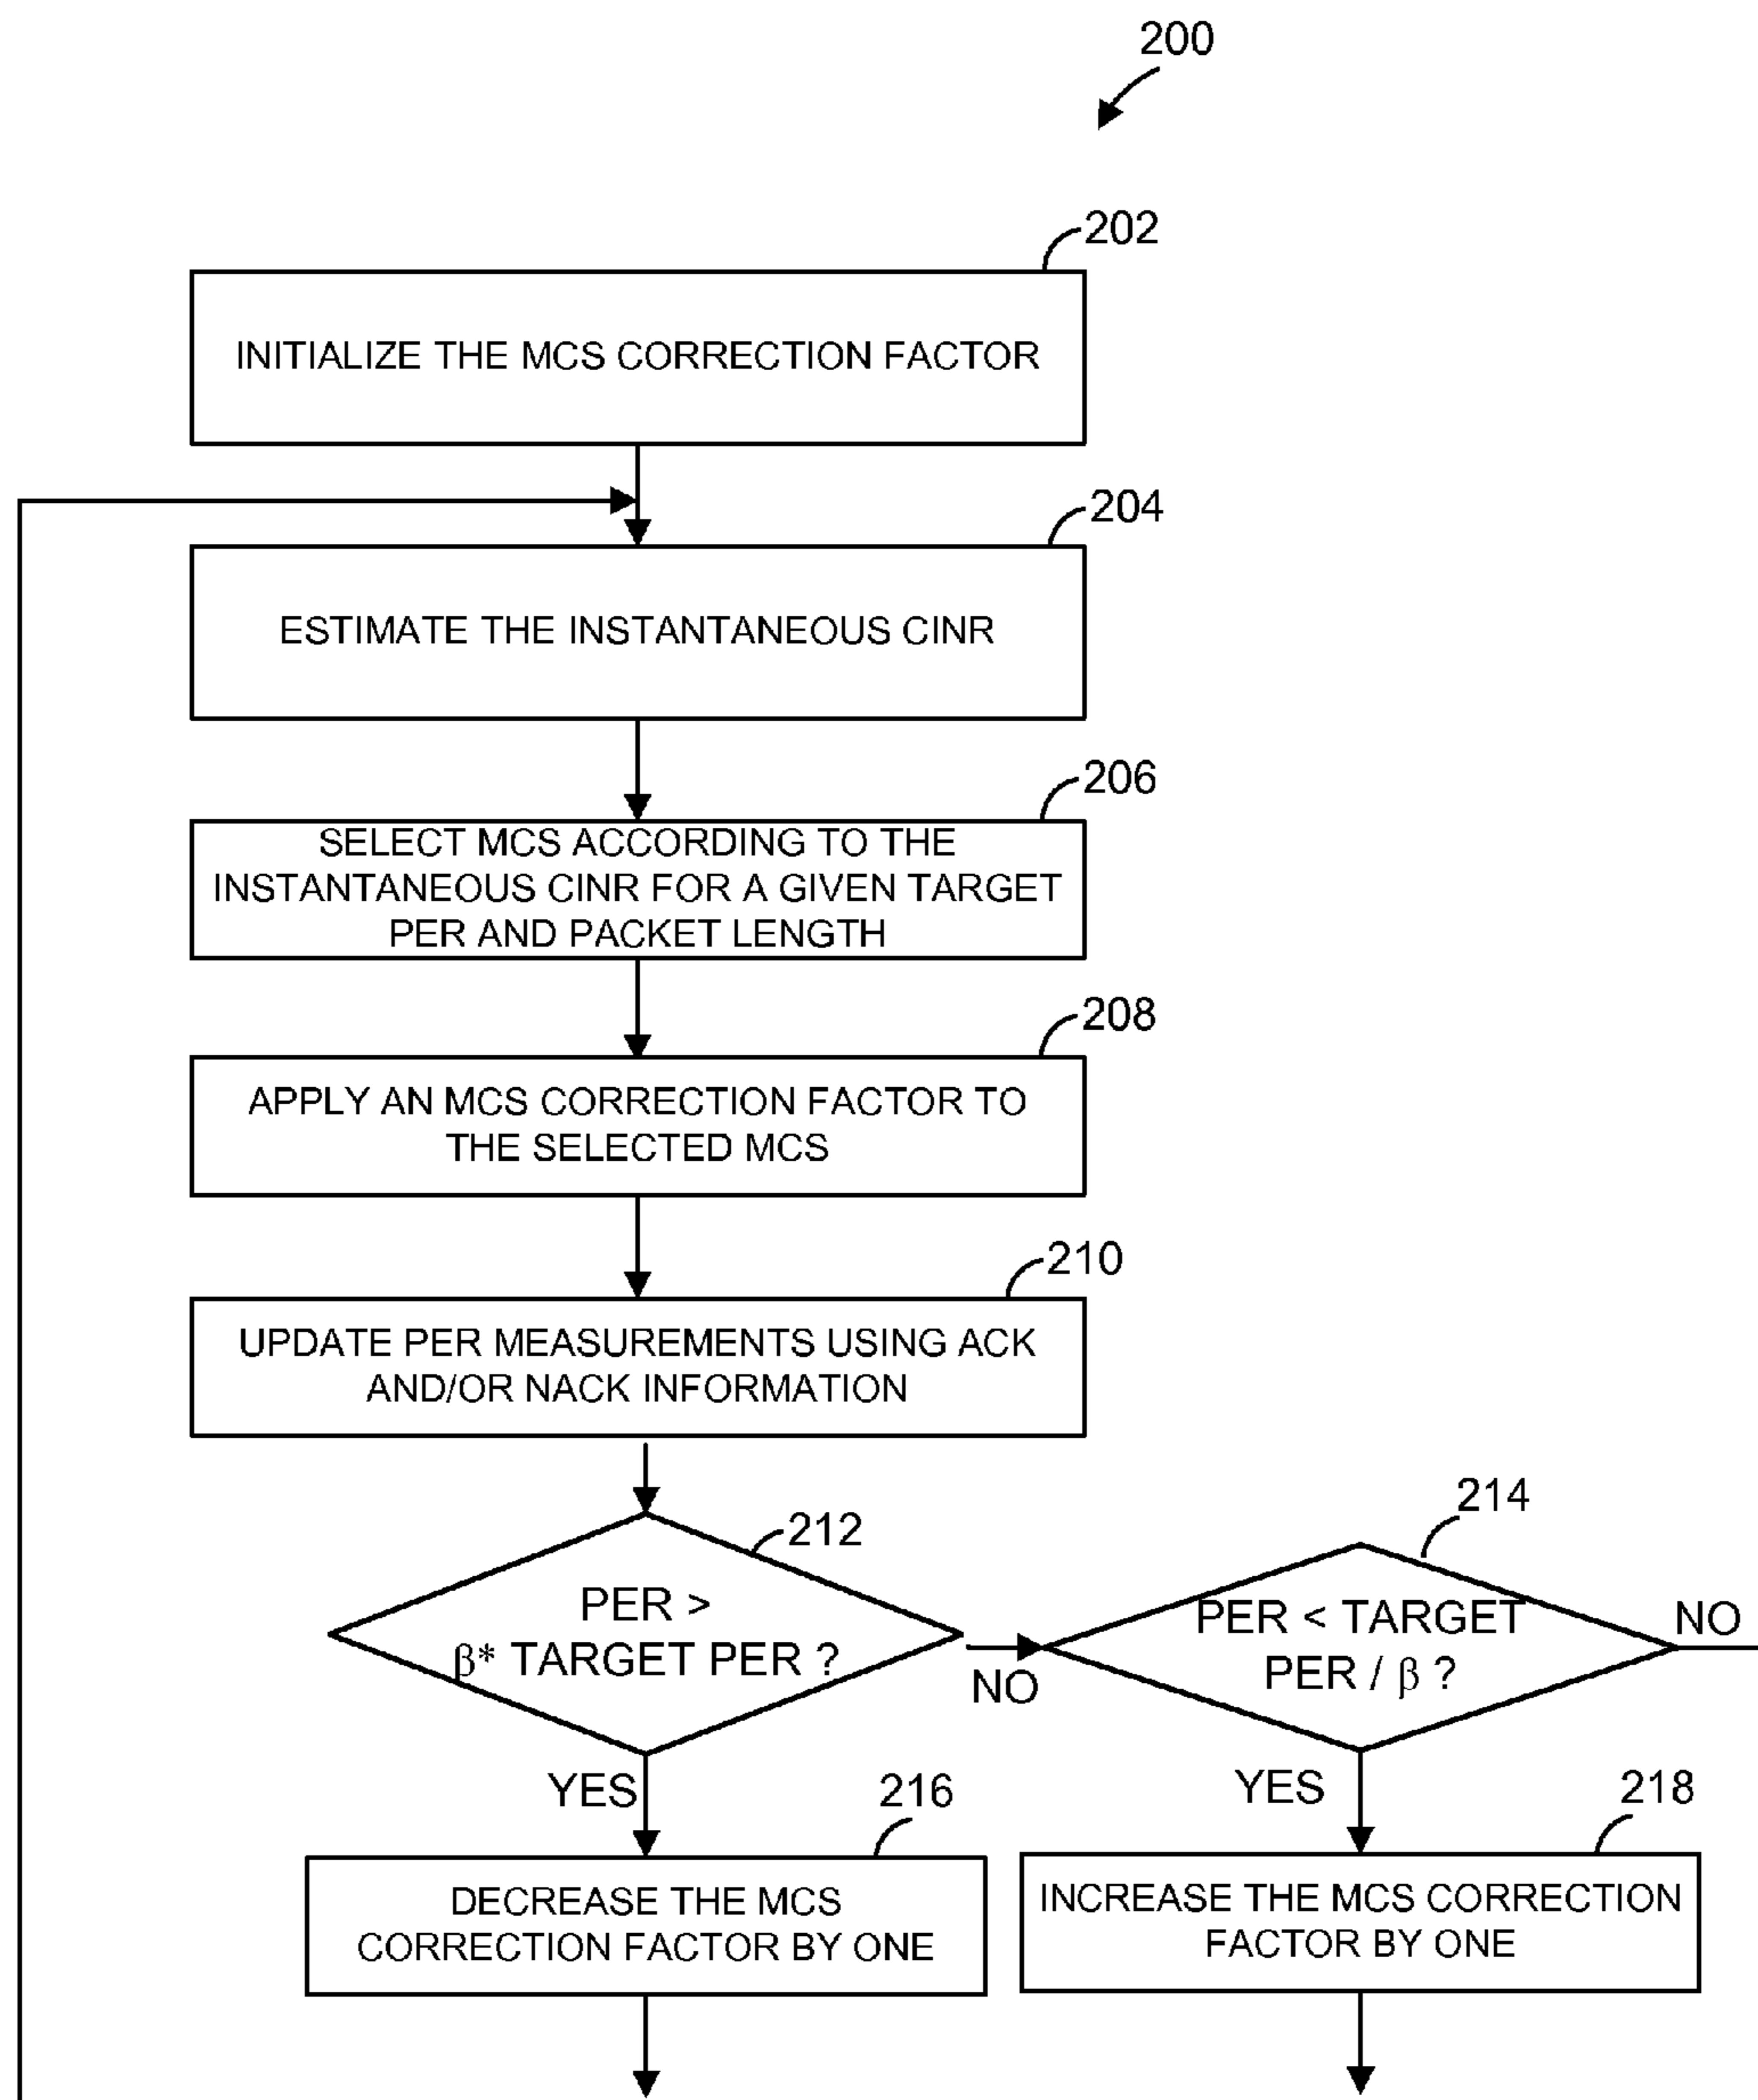 200
202
INITIALIZE THE MCS CORRECTION FACTOR
204
ESTIMATE THE INSTANTANEOUS CINR
206
SELECT MCS ACCORDING TO THE
INSTANTANEOUS CINR FOR A GIVEN TARGET
PER AND PACKET LENGTH
208
APPLY AN MCS CORRECTION FACTOR TO
THE SELECTED MCS
210
UPDATE PER MEASUREMENTS USING ACK
AND/OR NACK INFORMATION
212
PER >
β* TARGET PER ?
NO
214
PER < TARGET
PER / β ?
NO
YES
216
DECREASE THE MCS
CORRECTION FACTOR BY ONE
YES
218
INCREASE THE MCS CORRECTION
FACTOR BY ONE